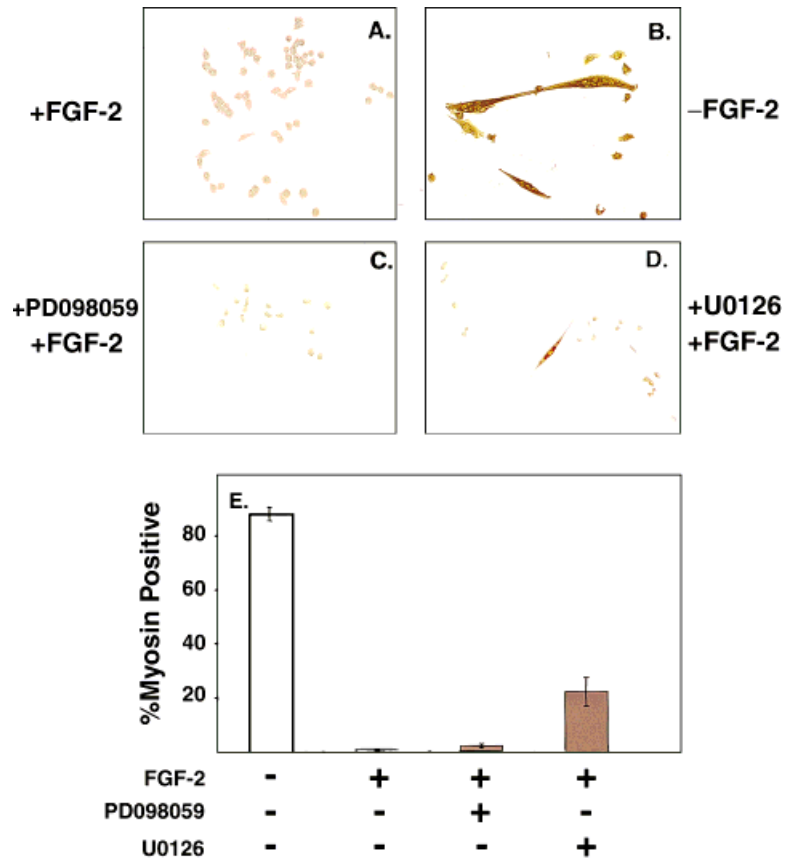 A.
B.
+FGF-2
–FGF-2
C.
D.
+PD098059
+FGF-2
+U0126
+FGF-2
E.
%Myosin Positive
80
60
40
20
FGF-2 - + + +
PD098059 - - + -
U0126 - - - +